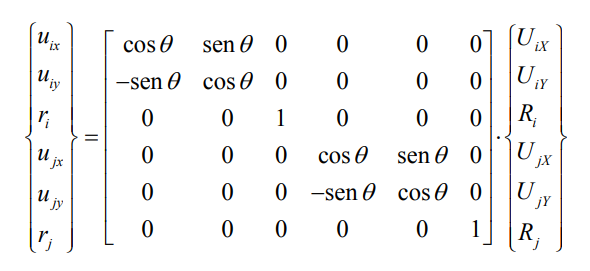 u_ix cos θ sen θ 0 0 0 0 U_iX
u_iy −sen θ cos θ 0 0 0 0 U_iY
r_i = 0 0 1 0 0 0 · R_i
u_jx 0 0 0 cos θ sen θ 0 U_jX
u_jy 0 0 0 −sen θ cos θ 0 U_jY
r_j 0 0 0 0 0 1 R_j